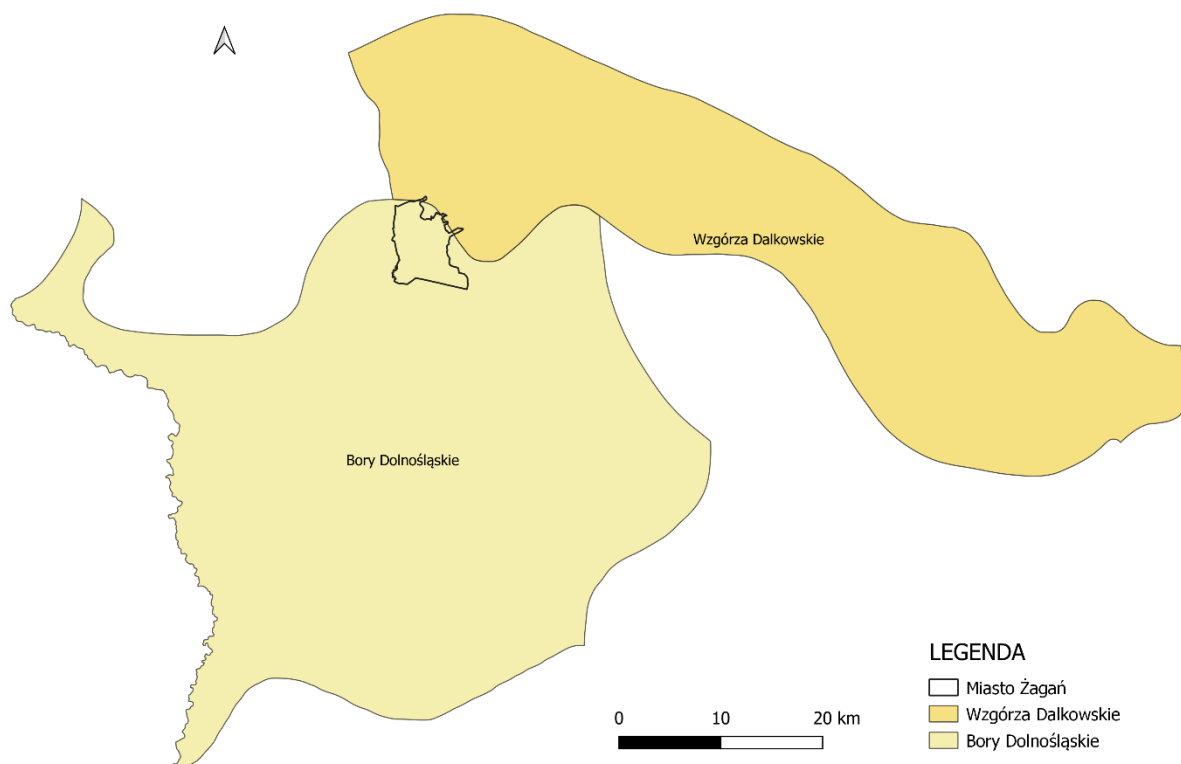 Wzgórza Dalkowskie
Bory Dolnośląskie
LEGENDA
Miasto Żagań
Wzgórza Dalkowskie
Bory Dolnośląskie
0 10 20 km